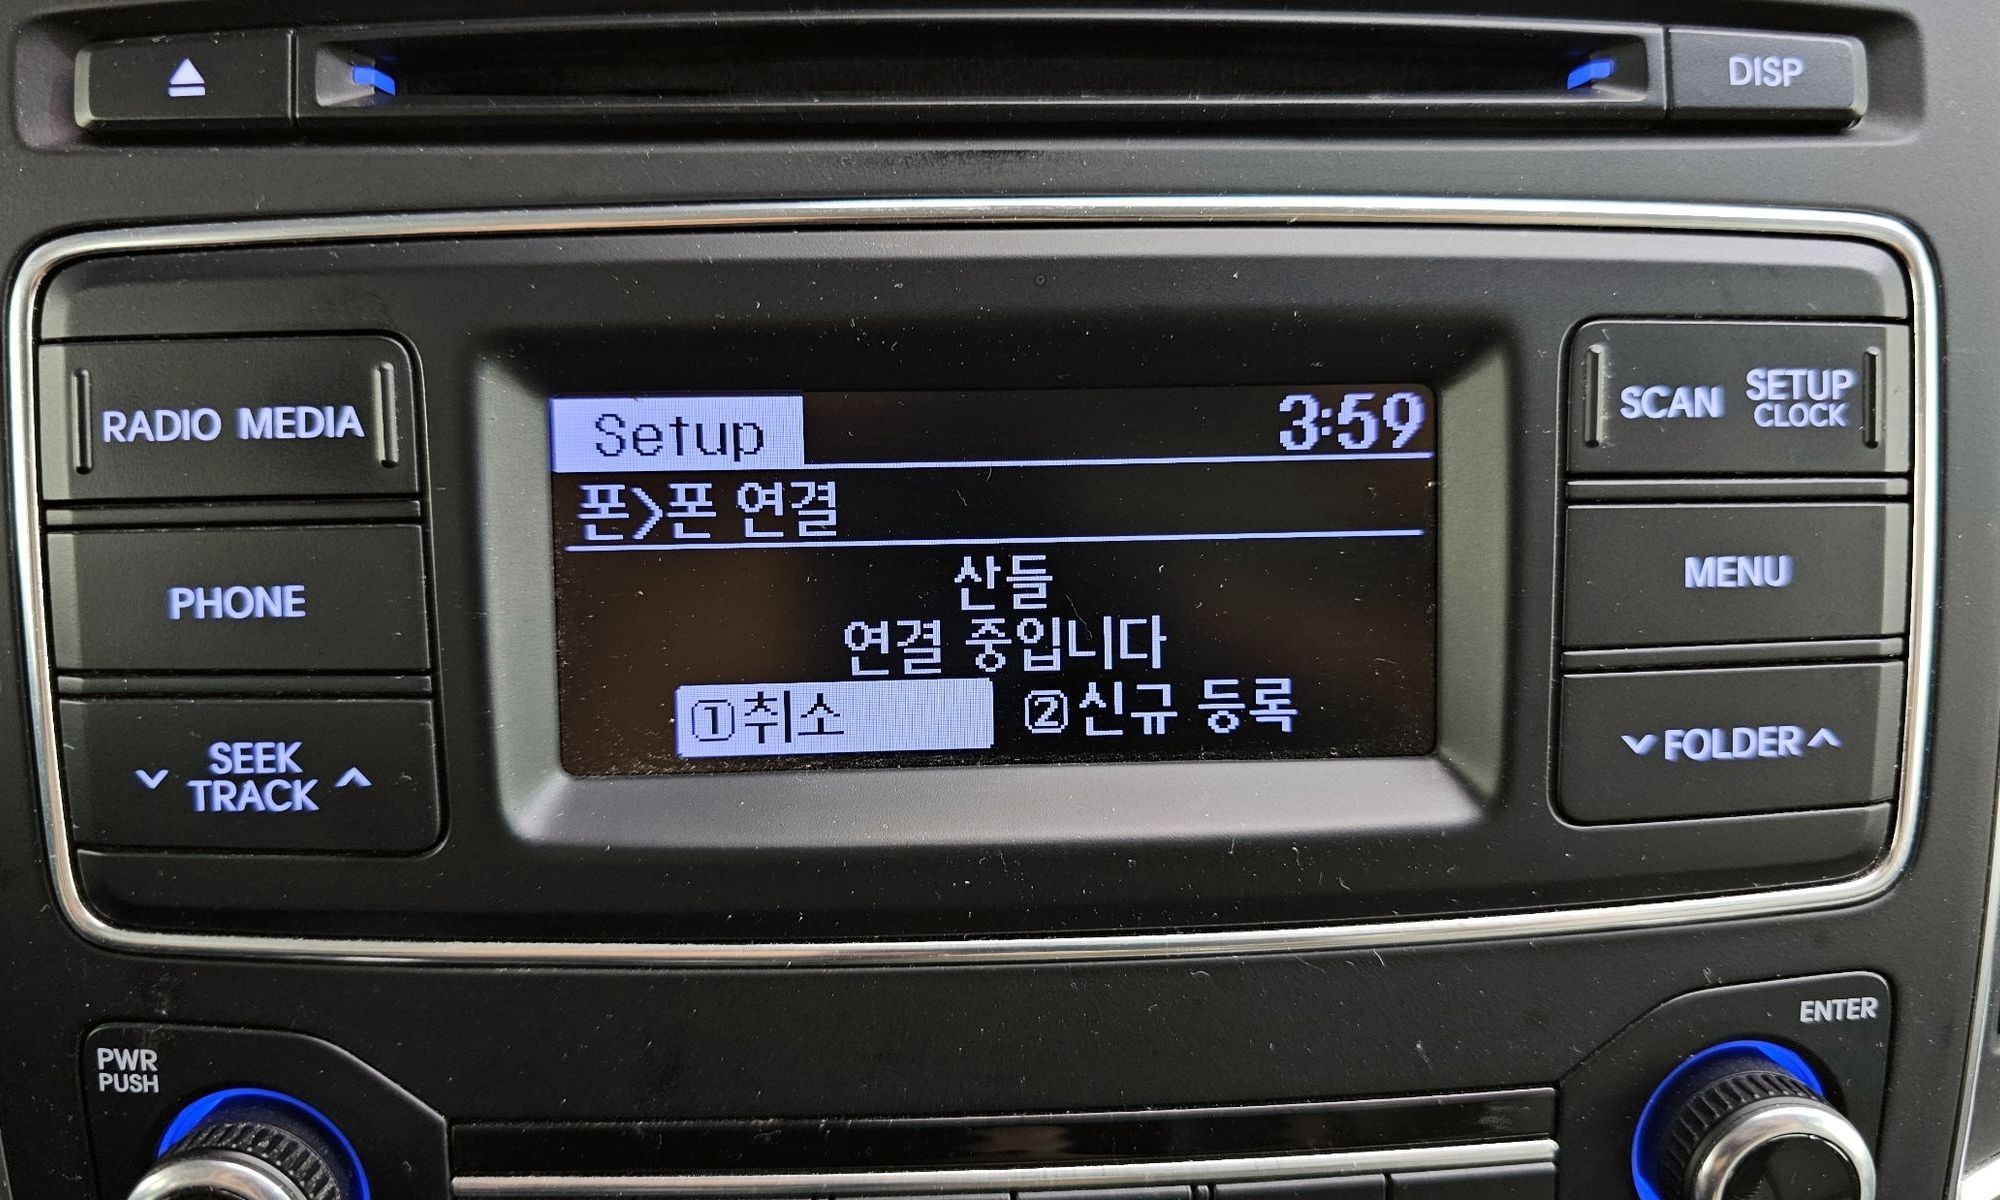 DISP
RADIO MEDIA
PHONE
SEEK
TRACK
Setup 3:59
폰>폰 연결
산들
연결 중입니다
①취소 ②신규 등록
SCAN SETUP
CLOCK
MENU
FOLDER
PWR
PUSH
ENTER